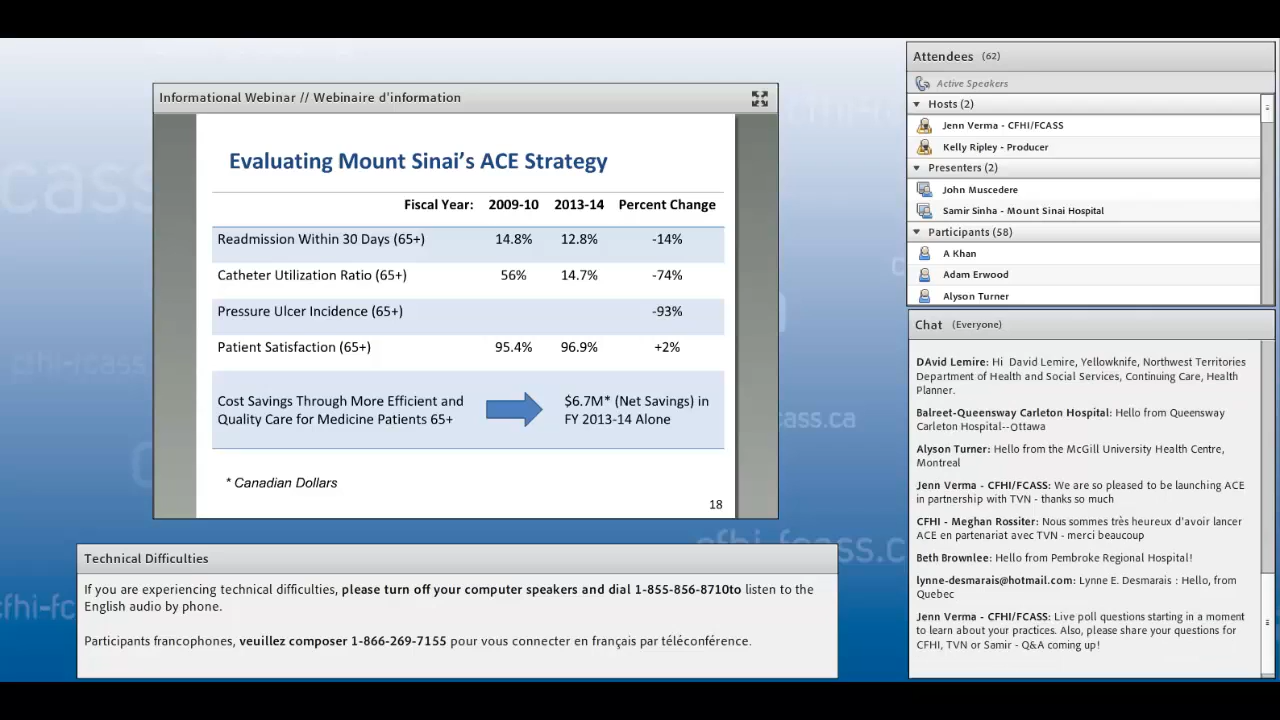 Informational Webinar // Webinaire d'information
Evaluating Mount Sinai's ACE Strategy
Fiscal Year: 2009-10 2013-14 Percent Change
Readmission Within 30 Days (65+) 14.8% 12.8% -14%
Catheter Utilization Ratio (65+) 56% 14.7% -74%
Pressure Ulcer Incidence (65+) -93%
Patient Satisfaction (65+) 95.4% 96.9% +2%
Cost Savings Through More Efficient and
Quality Care for Medicine Patients 65+
$6.7M* (Net Savings) in
FY 2013-14 Alone
* Canadian Dollars
18
Technical Difficulties
If you are experiencing technical difficulties, please turn off your computer speakers and dial 1-855-856-8710to listen to the
English audio by phone.
Participants francophones, veuillez composer 1-866-269-7155 pour vous connecter en français par téléconférence.
Attendees (62)
Active Speakers
Hosts (2)
Jenn Verma - CFHI/FCASS
Kelly Ripley - Producer
Presenters (2)
John Muscedere
Samir Sinha - Mount Sinai Hospital
Participants (58)
A Khan
Adam Erwood
Alyson Turner
Chat (Everyone)
DAvid Lemire: Hi David Lemire, Yellowknife, Northwest Territories
Department of Health and Social Services, Continuing Care, Health
Planner.
Balreet-Queensway Carleton Hospital: Hello from Queensway
Carleton Hospital--Ottawa
Alyson Turner: Hello from the McGill University Health Centre,
Montreal
Jenn Verma - CFHI/FCASS: We are so pleased to be launching ACE
in partnership with TVN - thanks so much
CFHI - Meghan Rossiter: Nous sommes très heureux d'avoir lancer
ACE en partenariat avec TVN - merci beaucoup
Beth Brownlee: Hello from Pembroke Regional Hospital!
lynne-desmarais@hotmail.com: Lynne E. Desmarais : Hello, from
Quebec
Jenn Verma - CFHI/FCASS: Live poll questions starting in a moment
to learn about your practices. Also, please share your questions for
CFHI, TVN or Samir - Q&A coming up!
cass
cass.ca
cfhi-fcass
cfhi-fcass.c
cfhi-fc